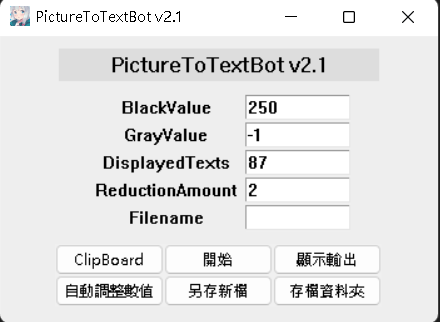 PictureToTextBot v2.1
PictureToTextBot v2.1
BlackValue 250
GrayValue -1
DisplayedTexts 87
ReductionAmount 2
Filename
ClipBoard 開始 顯示輸出
自動調整數值 另存新檔 存檔資料夾